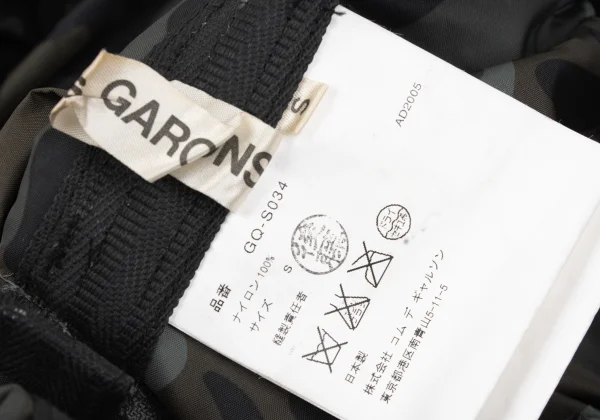 S GARÇONS
S
AD2005
品番 GQ-S034
ナイロン100%
サイズ S
縫製責任者
日本製
株式会社 コム デ ギャルソン
東京都港区南青山5-11-5